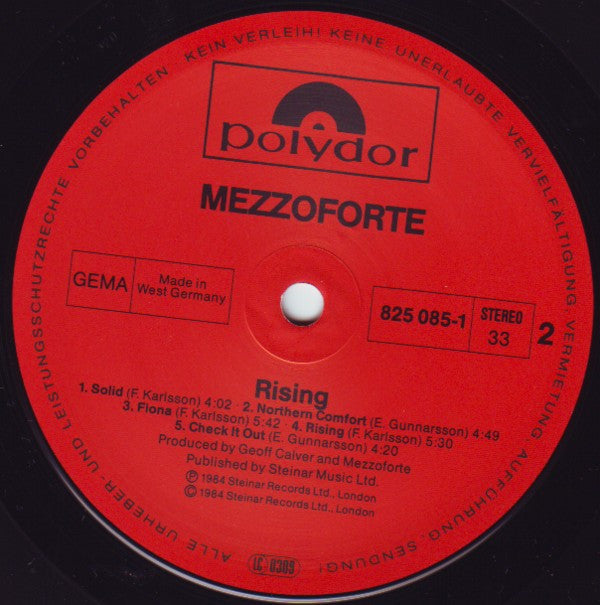 ALLE URHEBER- UND LEISTUNGSSCHUTZRECHTE VORBEHALTEN · KEIN VERLEIH! KEINE UNERLAUBTE VERVIELFÄLTIGUNG, VERMIETUNG, AUFFÜHRUNG, SENDUNG!
polydor
MEZZOFORTE
GEMA
Made in
West Germany
825 085-1
STEREO
33
2
Rising
1. Solid (F. Karlsson) 4:02 · 2. Northern Comfort (E. Gunnarsson) 4:49
3. Fiona (F. Karlsson) 5:42 · 4. Rising (F. Karlsson) 5:30
5. Check It Out (E. Gunnarsson) 4:20
Produced by Geoff Calver and Mezzoforte
Published by Steinar Music Ltd.
Ⓟ 1984 Steinar Records Ltd., London
© 1984 Steinar Records Ltd., London
LC 0309